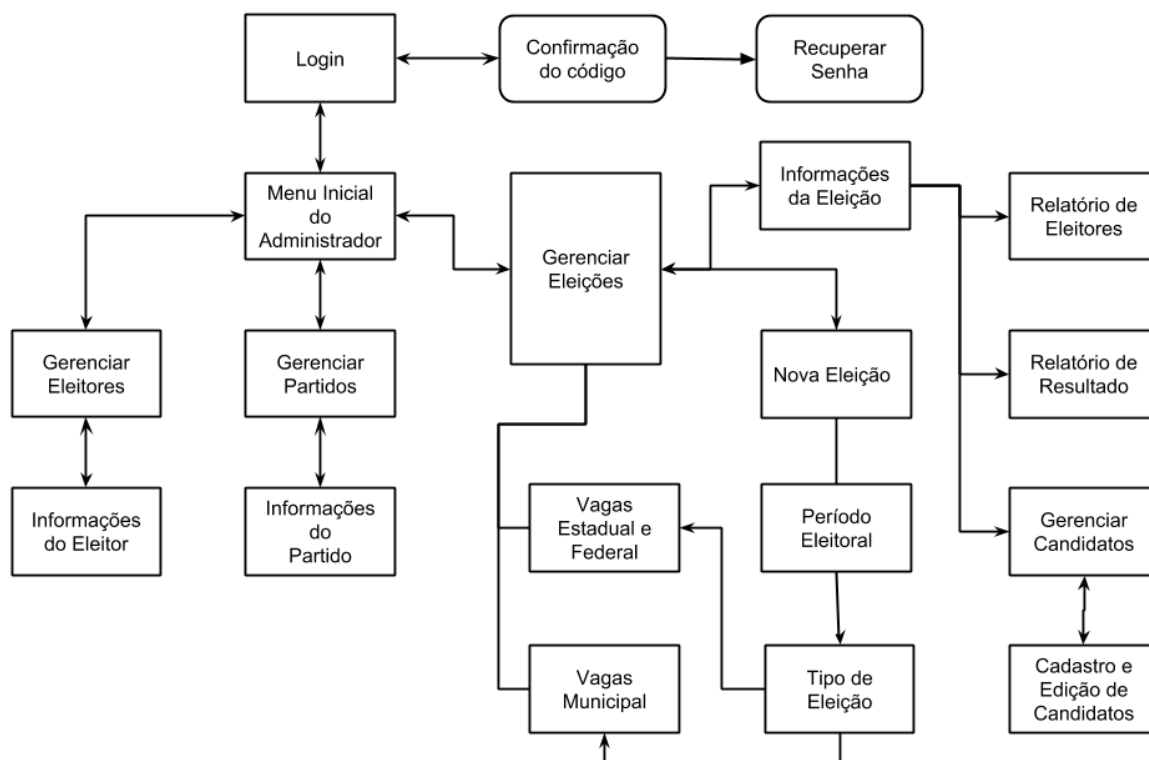 Login
Confirmação
do código
Recuperar
Senha
Menu Inicial
do
Administrador
Gerenciar
Eleições
Informações
da Eleição
Relatório de
Eleitores
Gerenciar
Eleitores
Gerenciar
Partidos
Nova Eleição
Relatório de
Resultado
Informações
do Eleitor
Informações
do
Partido
Vagas
Estadual e
Federal
Período
Eleitoral
Gerenciar
Candidatos
Vagas
Municipal
Tipo de
Eleição
Cadastro e
Edição de
Candidatos